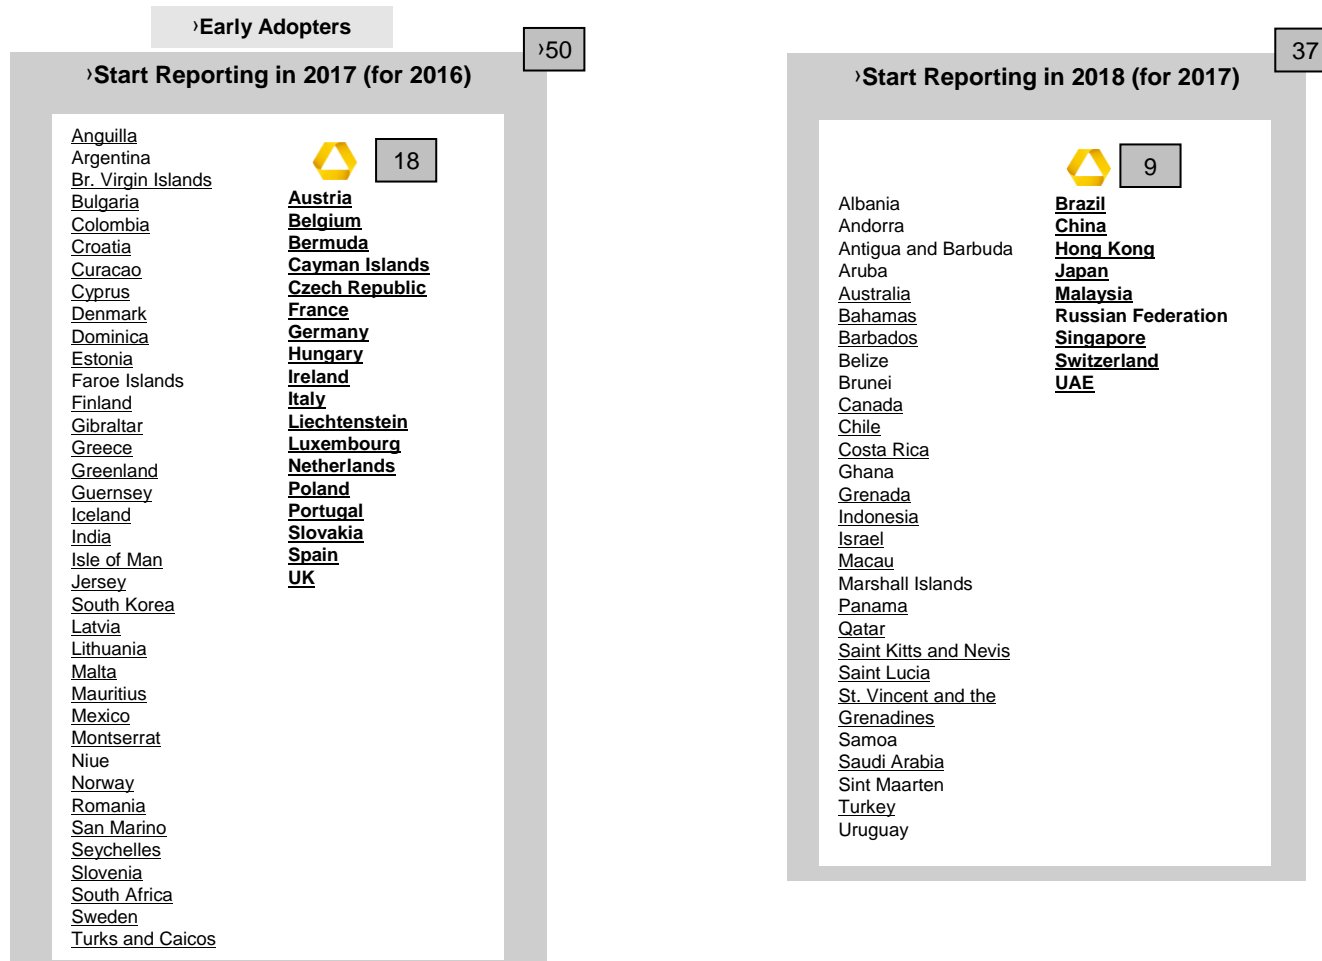 ›Early Adopters
›50
›Start Reporting in 2017 (for 2016)
Anguilla
Argentina
Br. Virgin Islands
Bulgaria
Colombia
Croatia
Curacao
Cyprus
Denmark
Dominica
Estonia
Faroe Islands
Finland
Gibraltar
Greece
Greenland
Guernsey
Iceland
India
Isle of Man
Jersey
South Korea
Latvia
Lithuania
Malta
Mauritius
Mexico
Montserrat
Niue
Norway
Romania
San Marino
Seychelles
Slovenia
South Africa
Sweden
Turks and Caicos
18
Austria
Belgium
Bermuda
Cayman Islands
Czech Republic
France
Germany
Hungary
Ireland
Italy
Liechtenstein
Luxembourg
Netherlands
Poland
Portugal
Slovakia
Spain
UK
37
›Start Reporting in 2018 (for 2017)
Albania
Andorra
Antigua and Barbuda
Aruba
Australia
Bahamas
Barbados
Belize
Brunei
Canada
Chile
Costa Rica
Ghana
Grenada
Indonesia
Israel
Macau
Marshall Islands
Panama
Qatar
Saint Kitts and Nevis
Saint Lucia
St. Vincent and the
Grenadines
Samoa
Saudi Arabia
Sint Maarten
Turkey
Uruguay
9
Brazil
China
Hong Kong
Japan
Malaysia
Russian Federation
Singapore
Switzerland
UAE